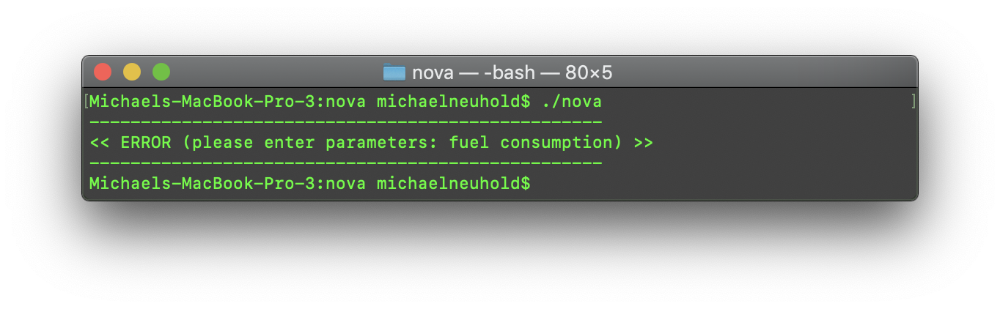 nova — -bash — 80×5
[Michaels-MacBook-Pro-3:nova michaelneuhold$ ./nova ]
--------------------------------------------------
<< ERROR (please enter parameters: fuel consumption) >>
--------------------------------------------------
Michaels-MacBook-Pro-3:nova michaelneuhold$